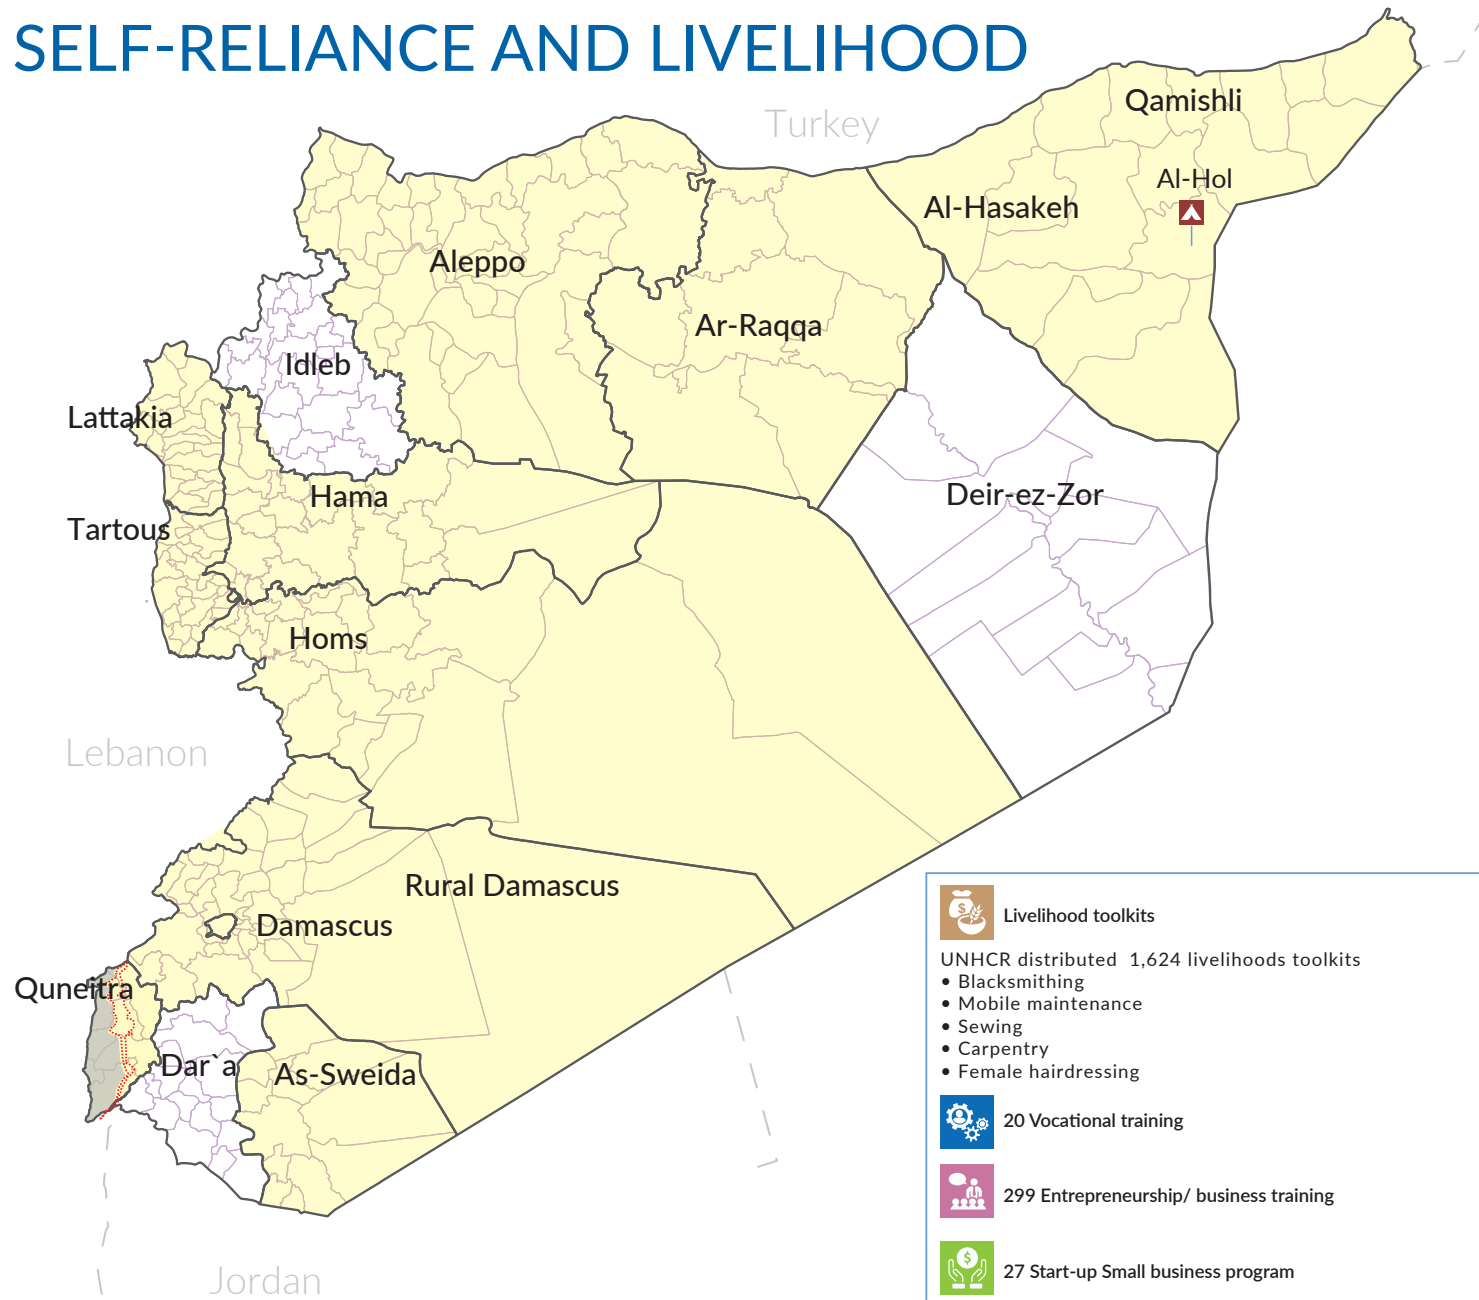 SELF-RELIANCE AND LIVELIHOOD
Turkey
Qamishli
Al-Hol
Al-Hasakeh
Aleppo
Ar-Raqqa
Idleb
Lattakia
Hama
Deir-ez-Zor
Tartous
Homs
Lebanon
Rural Damascus
Damascus
Quneitra
Dar`a
As-Sweida
Jordan
Livelihood toolkits
UNHCR distributed 1,624 livelihoods toolkits
• Blacksmithing
• Mobile maintenance
• Sewing
• Carpentry
• Female hairdressing
20 Vocational training
299 Entrepreneurship/ business training
27 Start-up Small business program